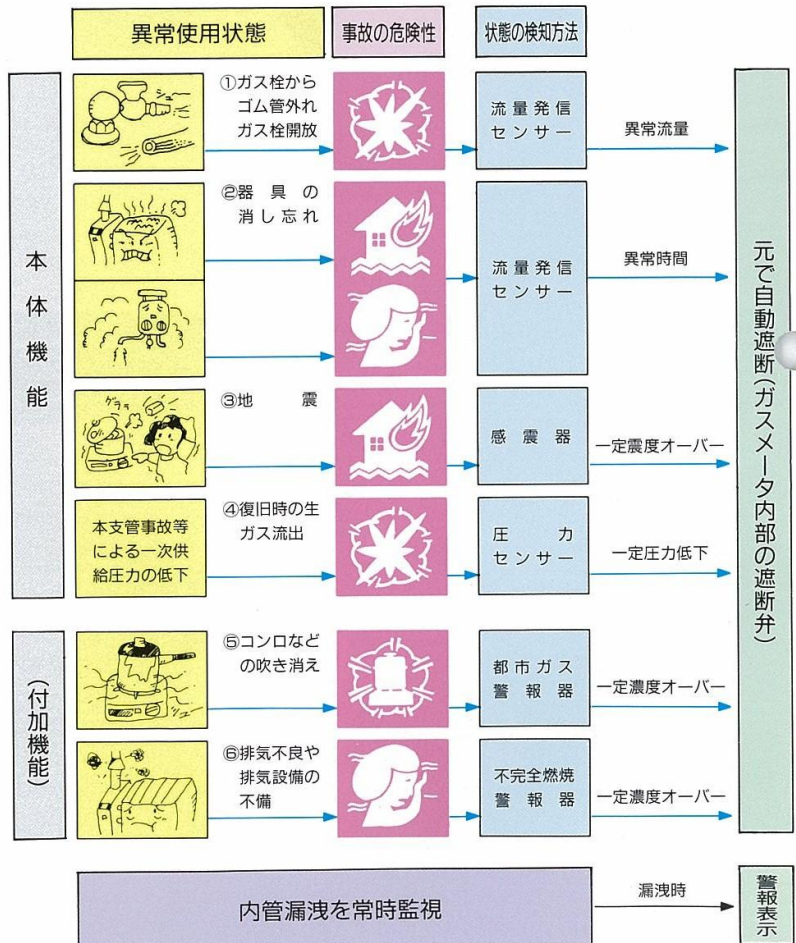 異常使用状態
事故の危険性
状態の検知方法
本体機能
①ガス栓から
ゴム管外れ
ガス栓開放
流量発信
センサー
異常流量
②器具の
消し忘れ
流量発信
センサー
異常時間
グララ
③地震
感震器
一定震度オーバー
本支管事故等
による一次供
給圧力の低下
④復旧時の生
ガス流出
圧力
センサー
一定圧力低下
(付加機能)
⑤コンロなど
の吹き消え
都市ガス
警報器
一定濃度オーバー
⑥排気不良や
排気設備の
不備
不完全燃焼
警報器
一定濃度オーバー
元で自動遮断(ガスメータ内部の遮断弁)
内管漏洩を常時監視
漏洩時
警報表示